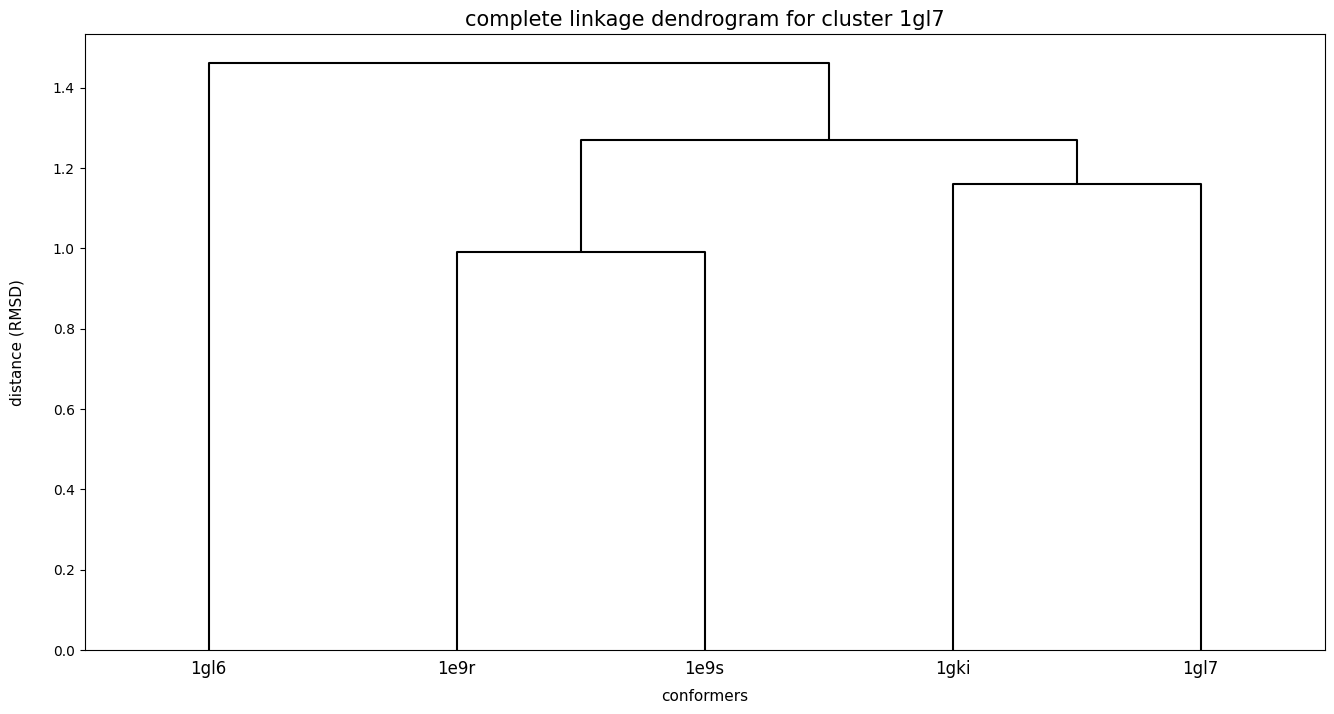 complete linkage dendrogram for cluster 1gl7
distance (RMSD)
1.4
1.2
1.0
0.8
0.6
0.4
0.2
0.0
1gl6 1e9r 1e9s 1gki 1gl7
conformers